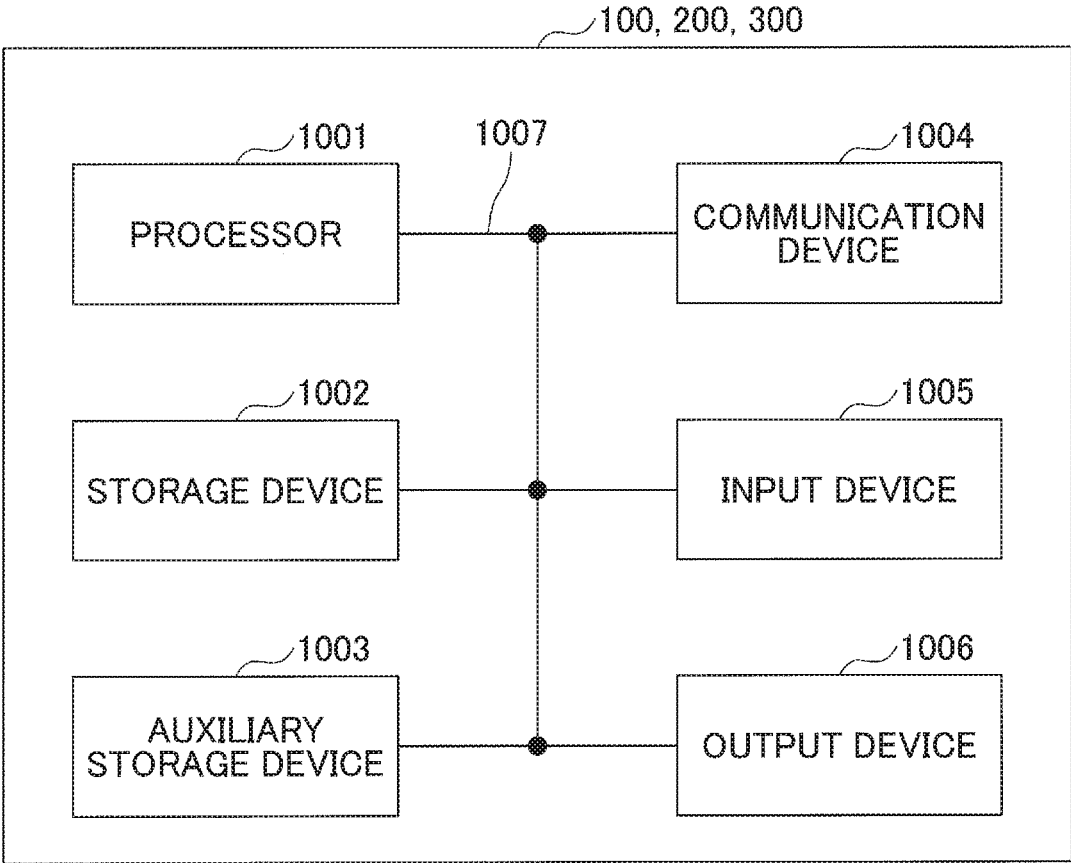 100, 200, 300
1001
1007
1004
PROCESSOR
COMMUNICATION
DEVICE
1002
1005
STORAGE DEVICE
INPUT DEVICE
1003
1006
AUXILIARY
STORAGE DEVICE
OUTPUT DEVICE